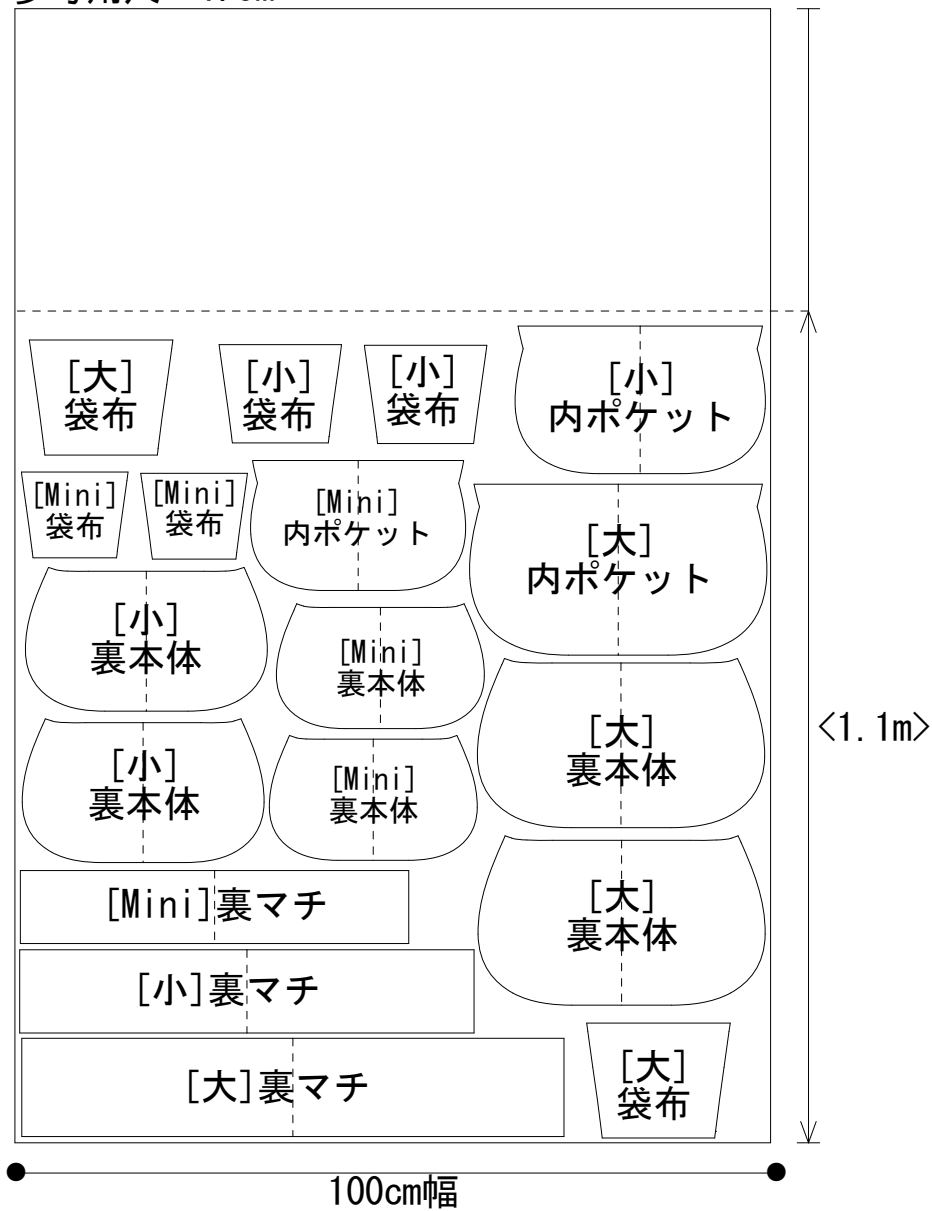 [大]
袋布
[小]
袋布
[小]
袋布
[小]
内ポケット
[Mini]
袋布
[Mini]
袋布
[Mini]
内ポケット
[大]
内ポケット
[小]
裏本体
[Mini]
裏本体
[大]
裏本体
<1.1m>
[小]
裏本体
[Mini]
裏本体
[大]
裏本体
[Mini]裏マチ
[小]裏マチ
[大]裏マチ
[大]
袋布
100cm幅